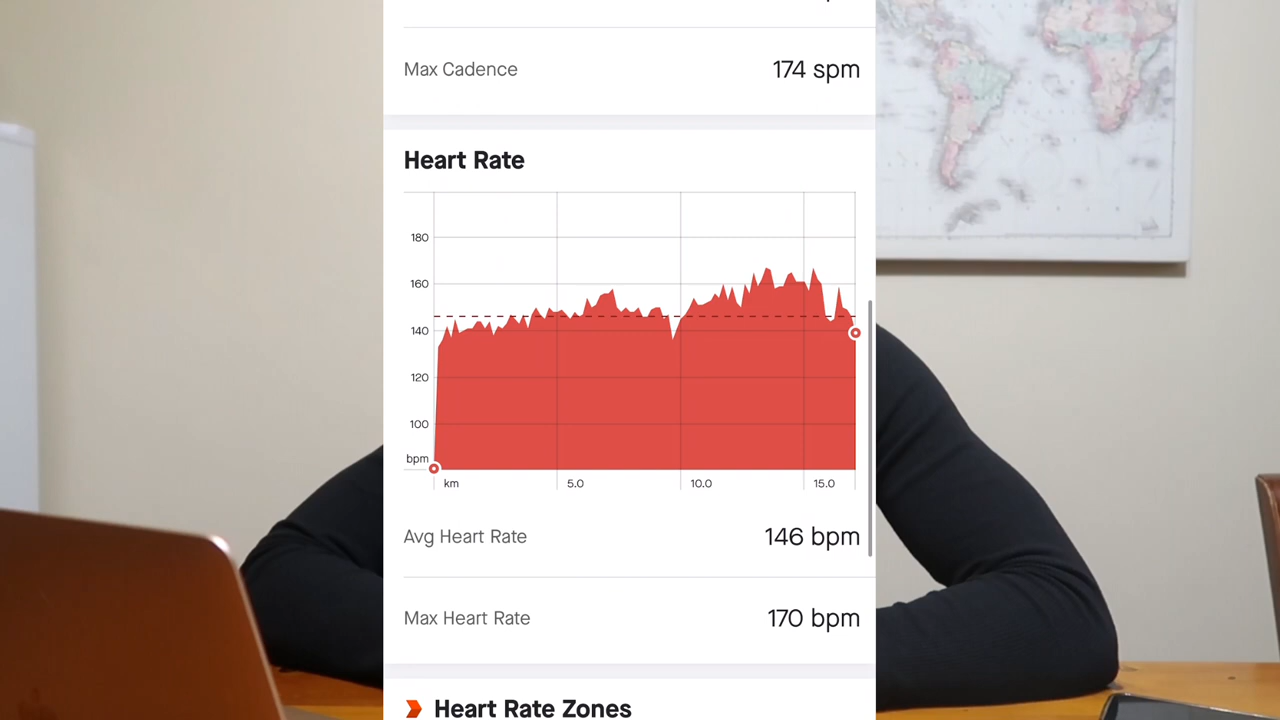 Max Cadence 174 spm
Heart Rate
180
160
140
120
100
bpm
km 5.0 10.0 15.0
Avg Heart Rate 146 bpm
Max Heart Rate 170 bpm
Heart Rate Zones